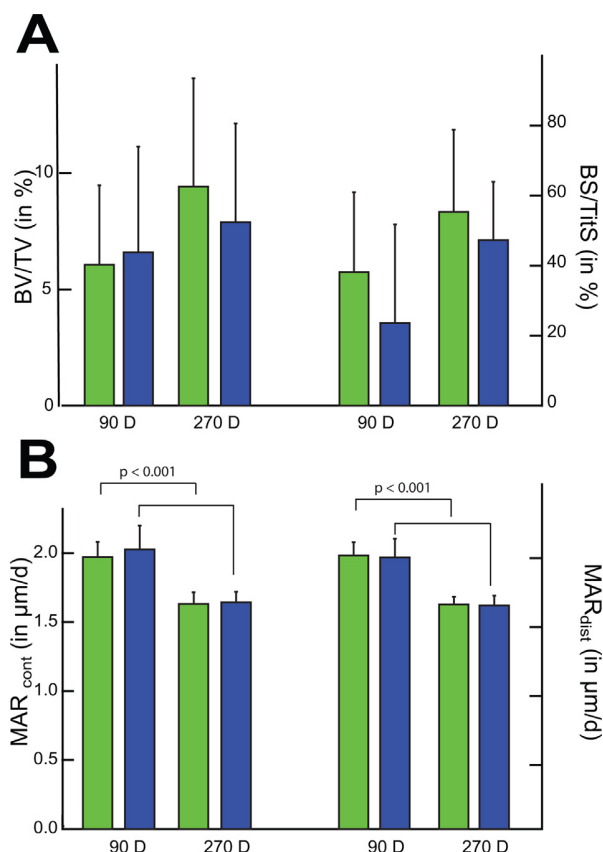 A
BV/TV (in %)
10
5
0
80
60
40
20
0
BS/TitS (in %)
90 D 270 D 90 D 270 D
B
p < 0.001
p < 0.001
MAR cont (in µm/d)
2.0
1.5
1.0
0.5
0.0
MAR dist (in µm/d)
90 D 270 D 90 D 270 D